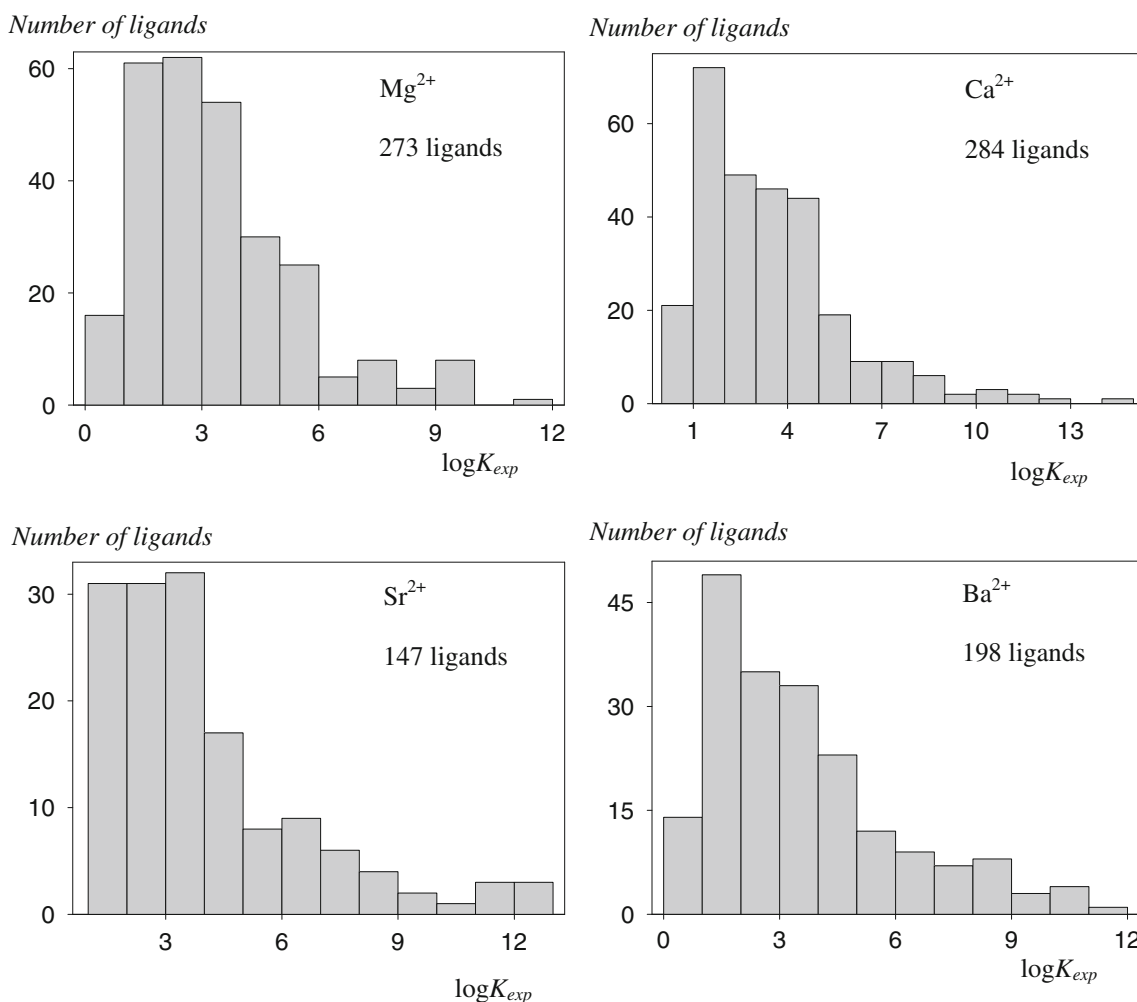 Number of ligands
60
40
20
0
Mg2+
273 ligands
0 3 6 9 12
logKexp
Number of ligands
60
40
20
0
Ca2+
284 ligands
1 4 7 10 13
logKexp
Number of ligands
30
20
10
0
Sr2+
147 ligands
3 6 9 12
logKexp
Number of ligands
45
30
15
0
Ba2+
198 ligands
0 3 6 9 12
logKexp